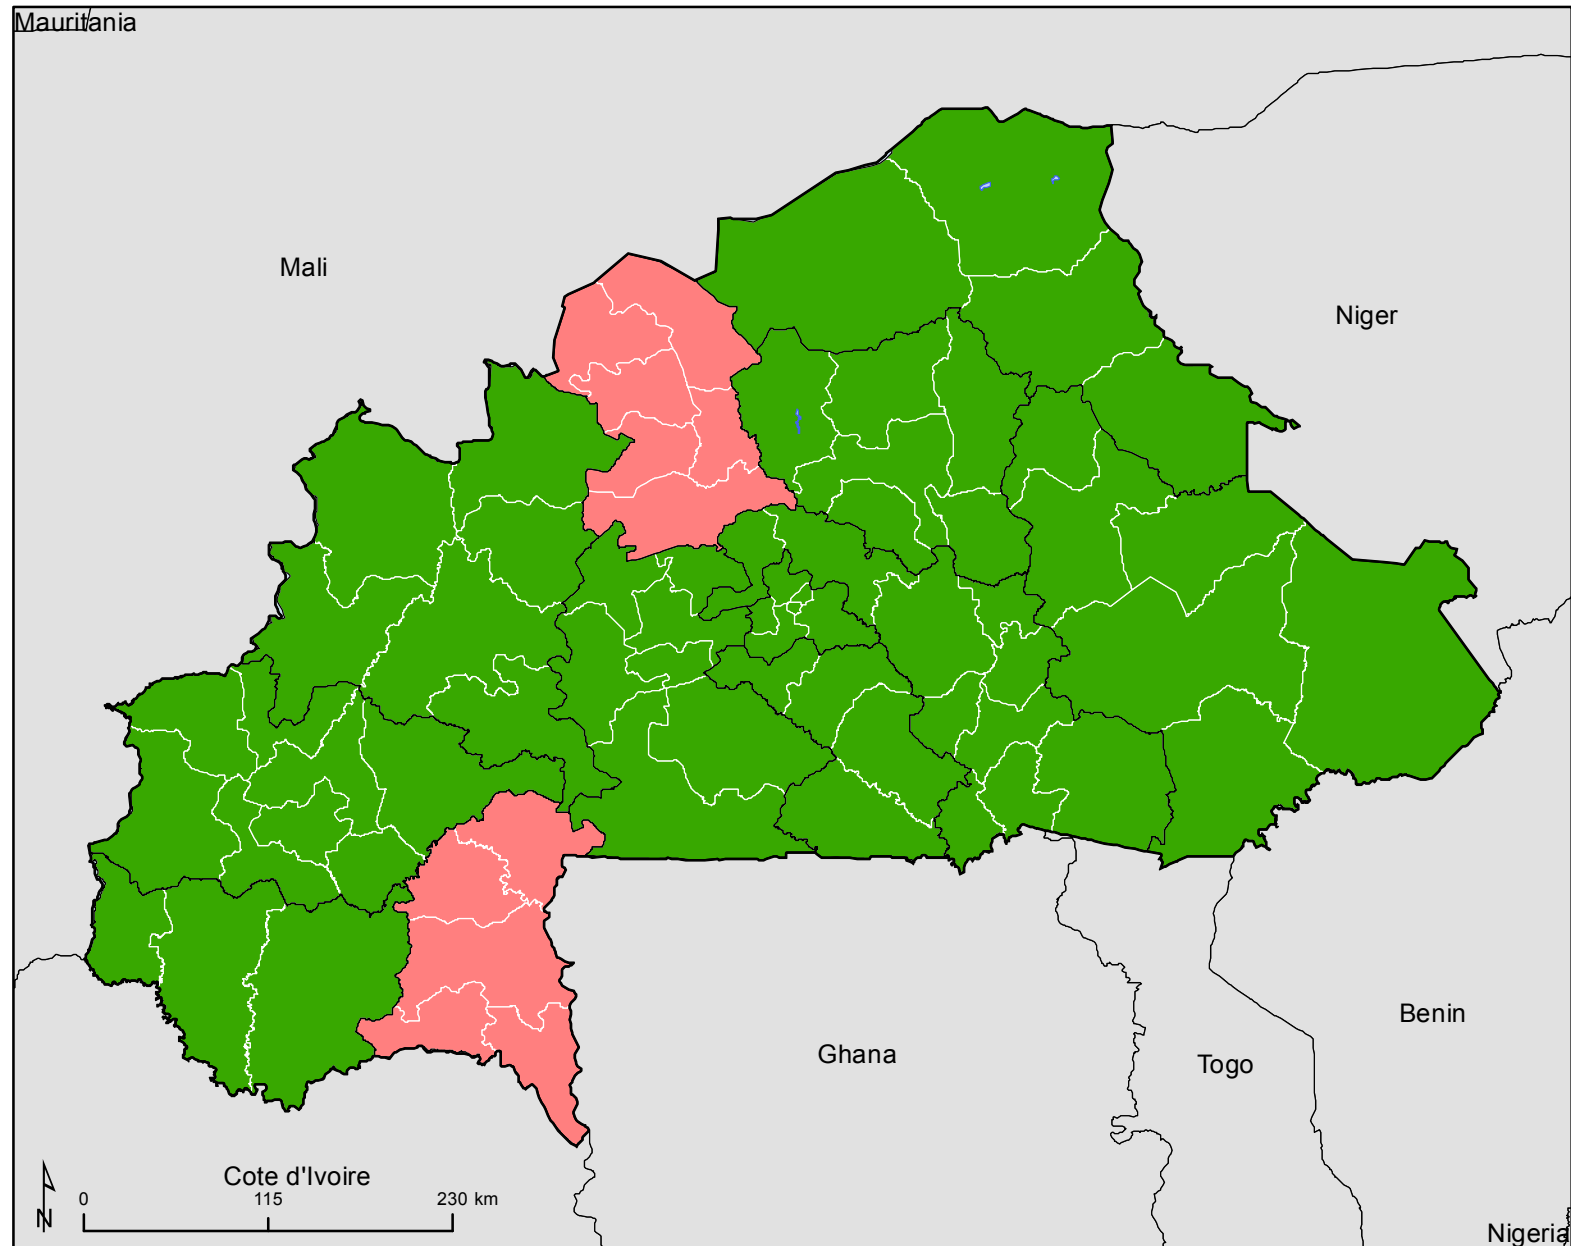 Mauritania
Mali
Niger
Benin
Ghana
Togo
Cote d'Ivoire
0 115 230 km
N
Nigeria